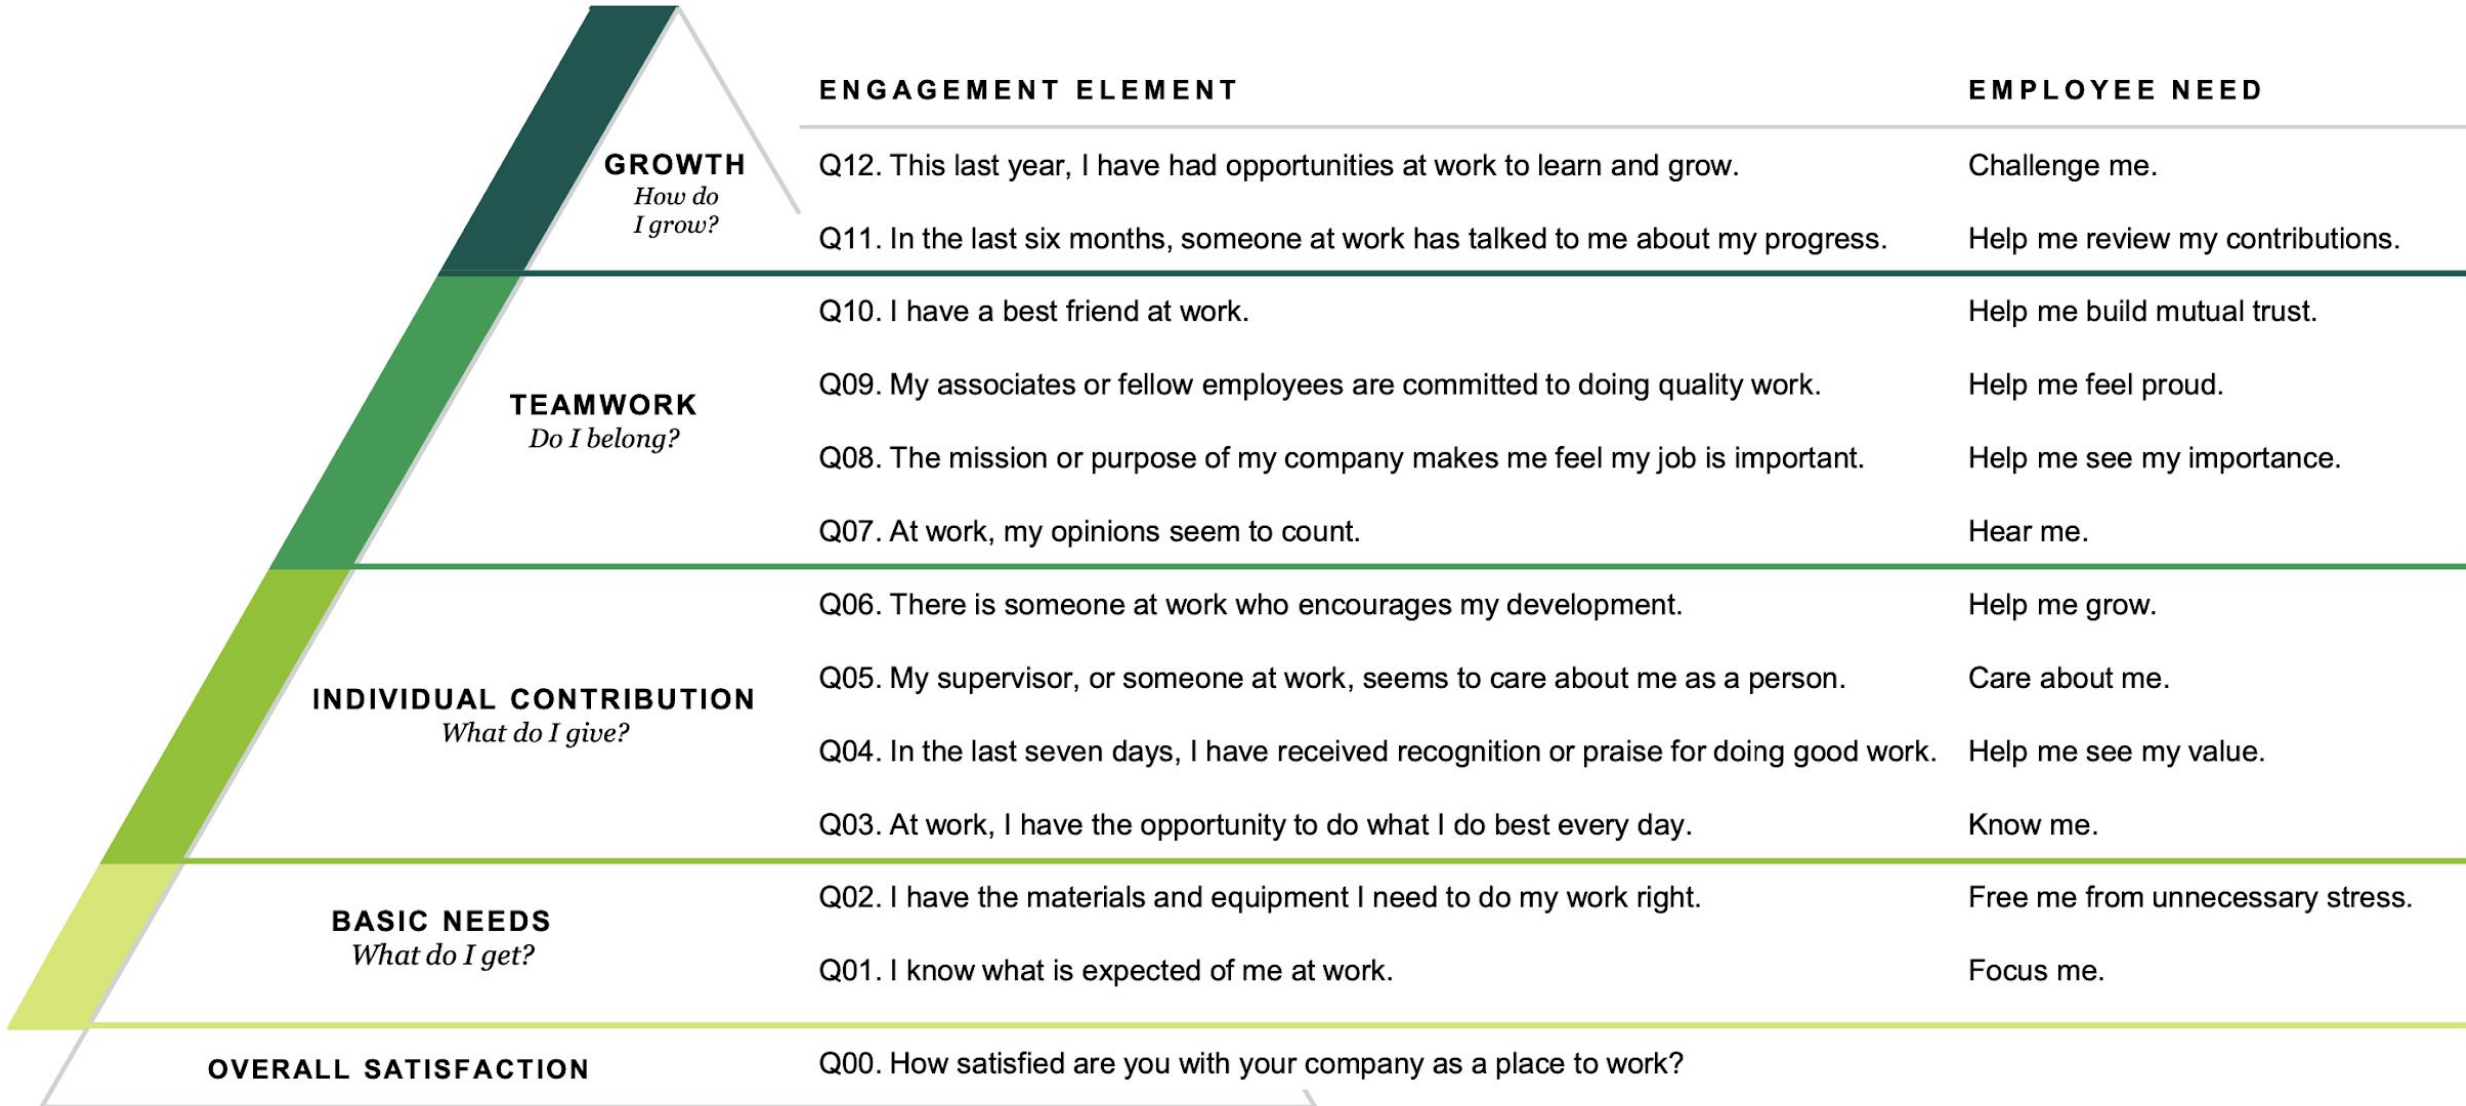 ENGAGEMENT ELEMENT EMPLOYEE NEED
GROWTH
How do
I grow?
Q12. This last year, I have had opportunities at work to learn and grow. Challenge me.
Q11. In the last six months, someone at work has talked to me about my progress. Help me review my contributions.
TEAMWORK
Do I belong?
Q10. I have a best friend at work. Help me build mutual trust.
Q09. My associates or fellow employees are committed to doing quality work. Help me feel proud.
Q08. The mission or purpose of my company makes me feel my job is important. Help me see my importance.
Q07. At work, my opinions seem to count. Hear me.
INDIVIDUAL CONTRIBUTION
What do I give?
Q06. There is someone at work who encourages my development. Help me grow.
Q05. My supervisor, or someone at work, seems to care about me as a person. Care about me.
Q04. In the last seven days, I have received recognition or praise for doing good work. Help me see my value.
Q03. At work, I have the opportunity to do what I do best every day. Know me.
BASIC NEEDS
What do I get?
Q02. I have the materials and equipment I need to do my work right. Free me from unnecessary stress.
Q01. I know what is expected of me at work. Focus me.
OVERALL SATISFACTION
Q00. How satisfied are you with your company as a place to work?